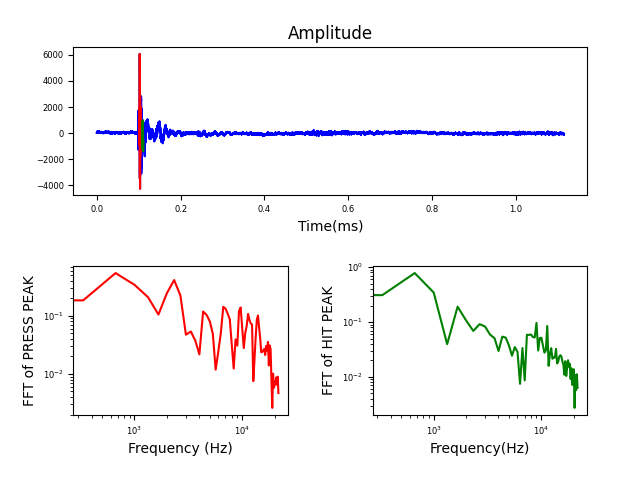 Amplitude
6000
4000
2000
0
−2000
−4000
0.0 0.2 0.4 0.6 0.8 1.0
Time(ms)
FFT of PRESS PEAK
10⁻¹
10⁻²
10³ 10⁴
Frequency (Hz)
FFT of HIT PEAK
10⁰
10⁻¹
10⁻²
10³ 10⁴
Frequency(Hz)